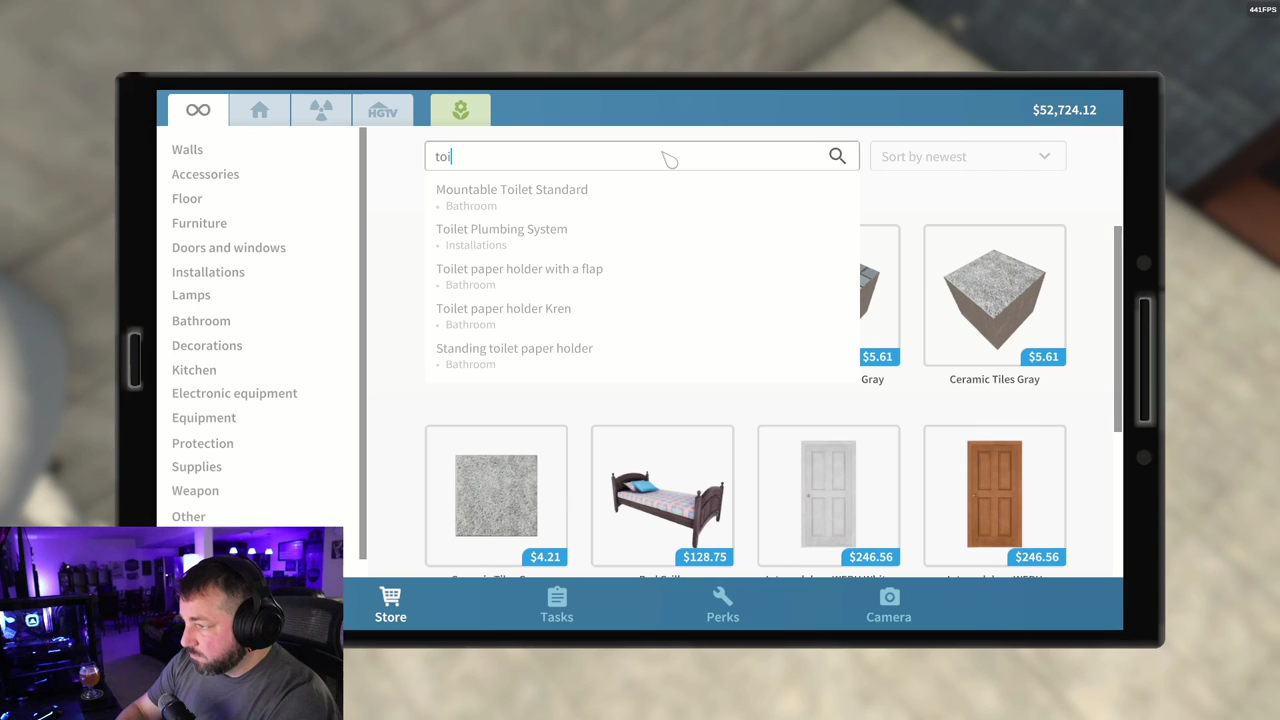 441FPS
HGTV
$52,724.12
Walls
Accessories
Floor
Furniture
Doors and windows
Installations
Lamps
Bathroom
Decorations
Kitchen
Electronic equipment
Equipment
Protection
Supplies
Weapon
Other
toi
Sort by newest
Mountable Toilet Standard
Bathroom
Toilet Plumbing System
Installations
Toilet paper holder with a flap
Bathroom
Toilet paper holder Kren
Bathroom
Standing toilet paper holder
Bathroom
$5.61
Gray
$5.61
Ceramic Tiles Gray
$4.21
$128.75
$246.56
$246.56
Store
Tasks
Perks
Camera